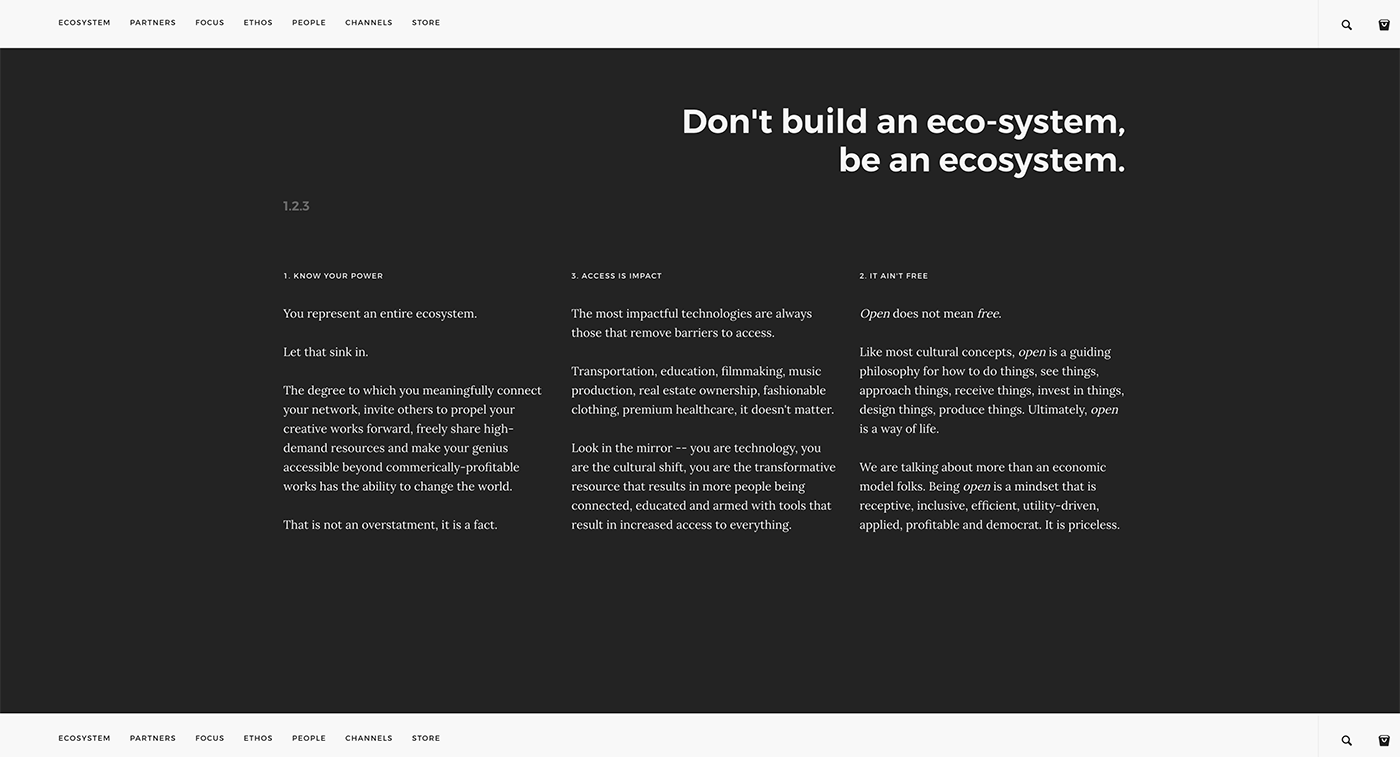 ECOSYSTEM PARTNERS FOCUS ETHOS PEOPLE CHANNELS STORE
Don't build an eco-system,
be an ecosystem.
1.2.3
1. KNOW YOUR POWER
You represent an entire ecosystem.
Let that sink in.
The degree to which you meaningfully connect
your network, invite others to propel your
creative works forward, freely share high-
demand resources and make your genius
accessible beyond commerically-profitable
works has the ability to change the world.
That is not an overstatment, it is a fact.
3. ACCESS IS IMPACT
The most impactful technologies are always
those that remove barriers to access.
Transportation, education, filmmaking, music
production, real estate ownership, fashionable
clothing, premium healthcare, it doesn't matter.
Look in the mirror -- you are technology, you
are the cultural shift, you are the transformative
resource that results in more people being
connected, educated and armed with tools that
result in increased access to everything.
2. IT AIN'T FREE
Open does not mean free.
Like most cultural concepts, open is a guiding
philosophy for how to do things, see things,
approach things, receive things, invest in things,
design things, produce things. Ultimately, open
is a way of life.
We are talking about more than an economic
model folks. Being open is a mindset that is
receptive, inclusive, efficient, utility-driven,
applied, profitable and democrat. It is priceless.
ECOSYSTEM PARTNERS FOCUS ETHOS PEOPLE CHANNELS STORE